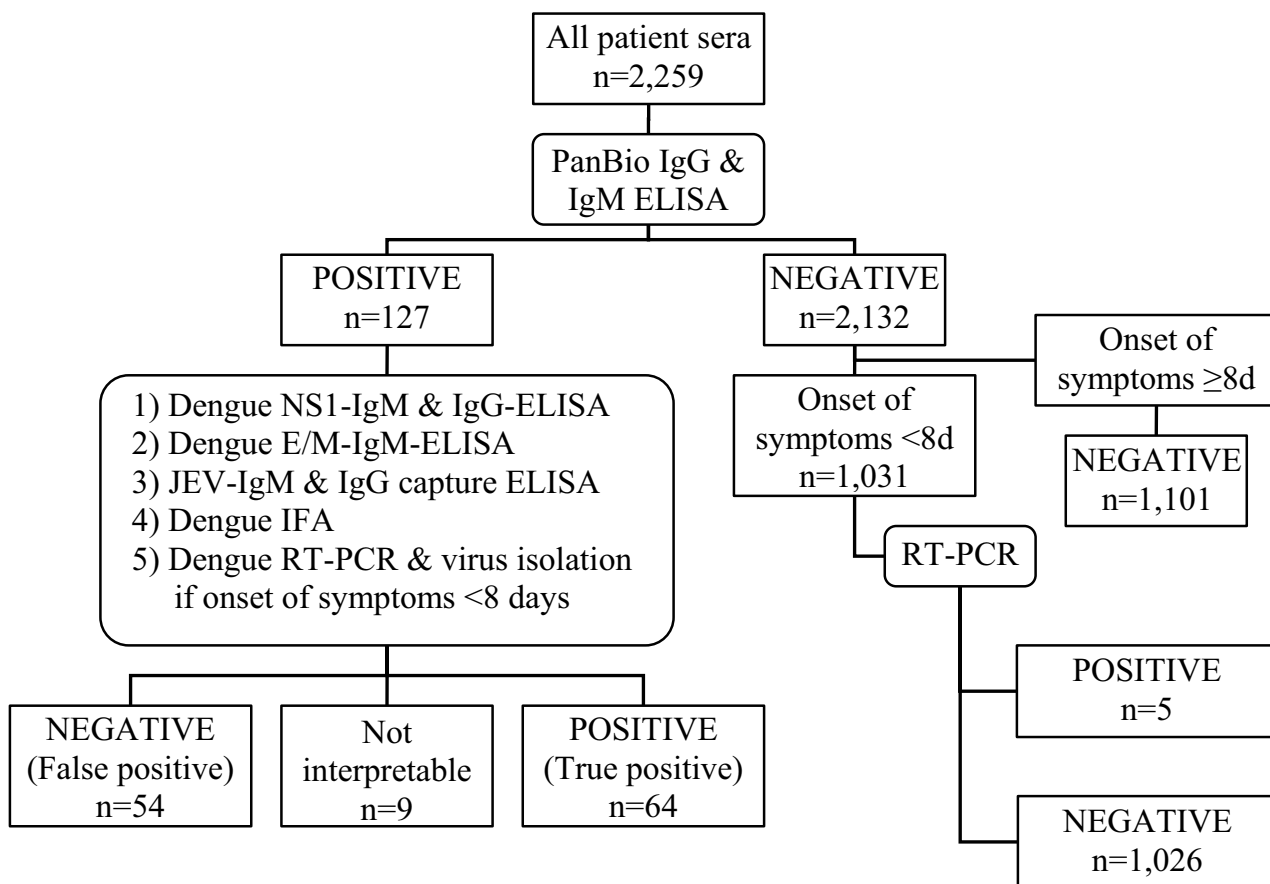 All patient sera
n=2,259
PanBio IgG &
IgM ELISA
POSITIVE
n=127
NEGATIVE
n=2,132
Onset of
symptoms ≥8d
NEGATIVE
n=1,101
Onset of
symptoms <8d
n=1,031
RT-PCR
POSITIVE
n=5
NEGATIVE
n=1,026
1) Dengue NS1-IgM & IgG-ELISA
2) Dengue E/M-IgM-ELISA
3) JEV-IgM & IgG capture ELISA
4) Dengue IFA
5) Dengue RT-PCR & virus isolation
if onset of symptoms <8 days
NEGATIVE
(False positive)
n=54
Not
interpretable
n=9
POSITIVE
(True positive)
n=64